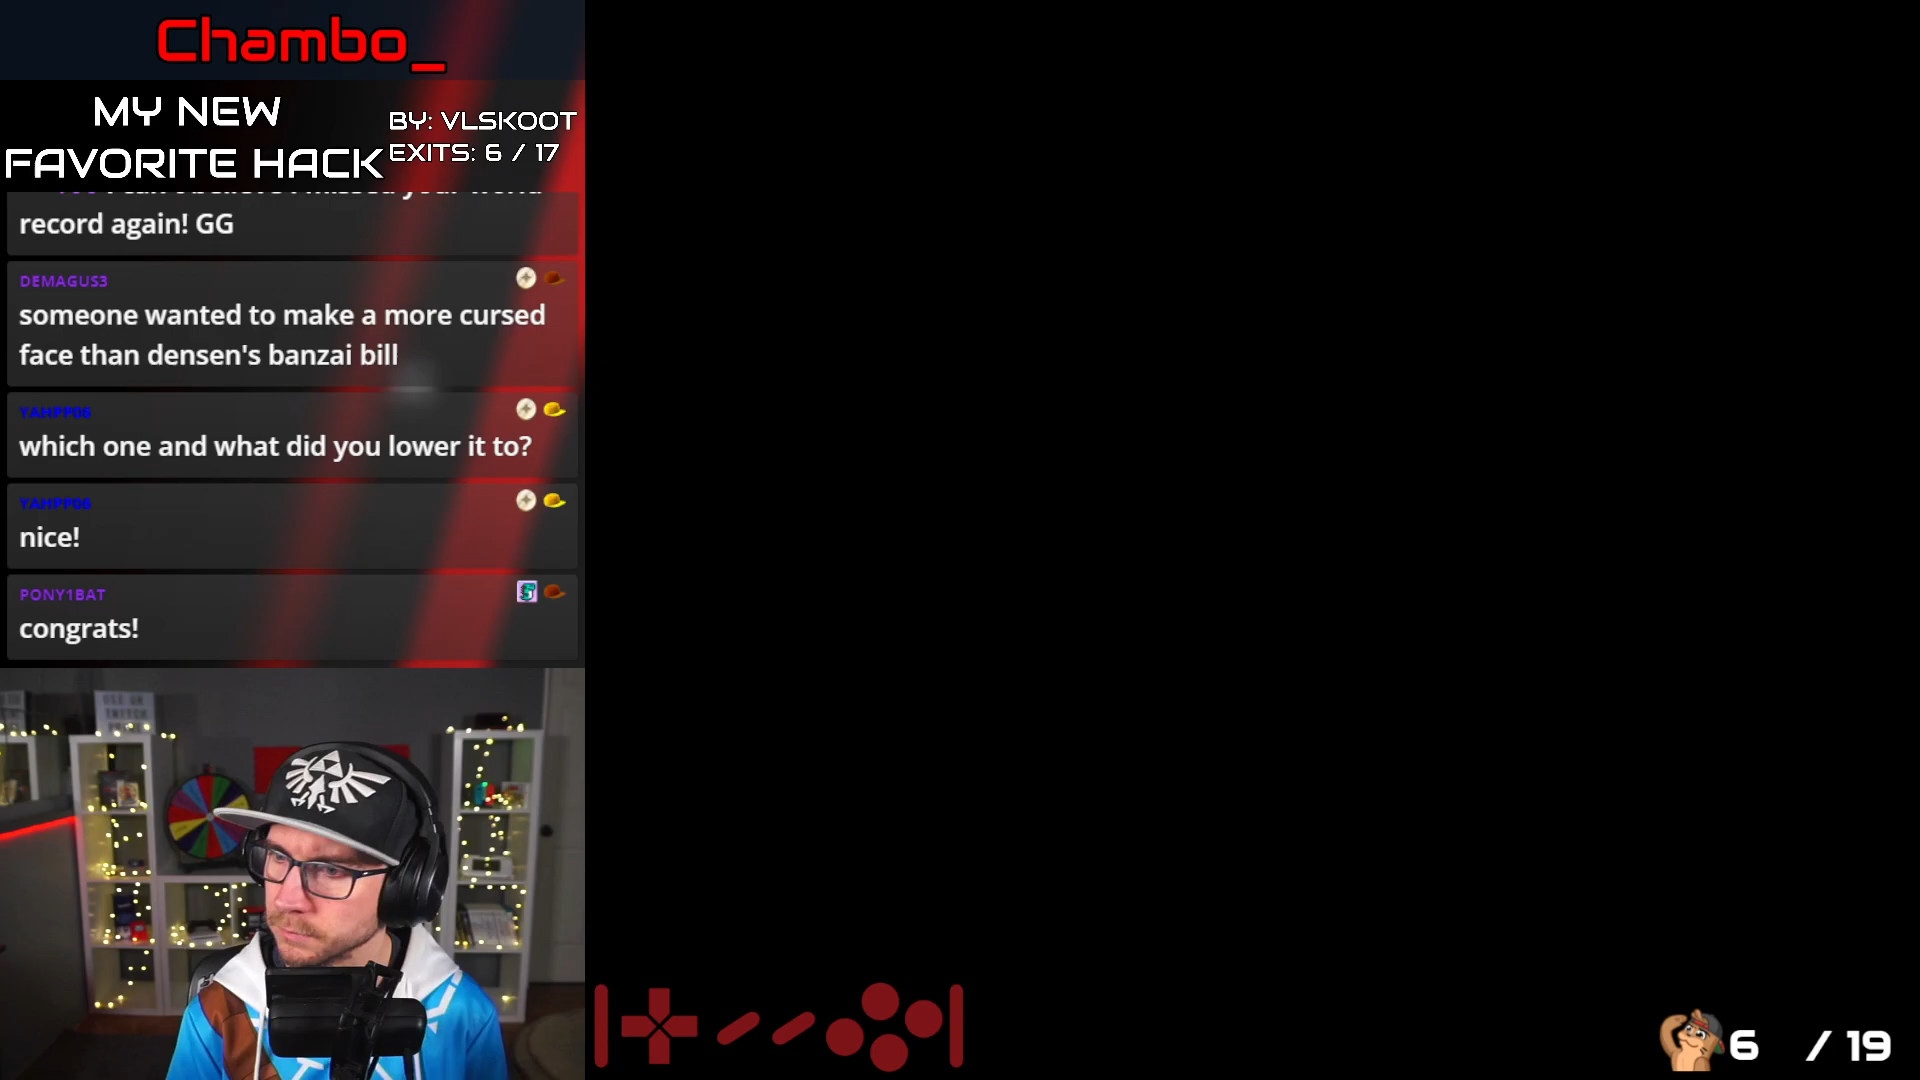 Chambo_
MY NEW
FAVORITE HACK
BY: VLSKOOT
EXITS: 6 / 17
record again! GG
DEMAGUS3
someone wanted to make a more cursed
face than densen's banzai bill
YAHPP06
which one and what did you lower it to?
YAHPP06
nice!
PONY1BAT
congrats!
6 / 19